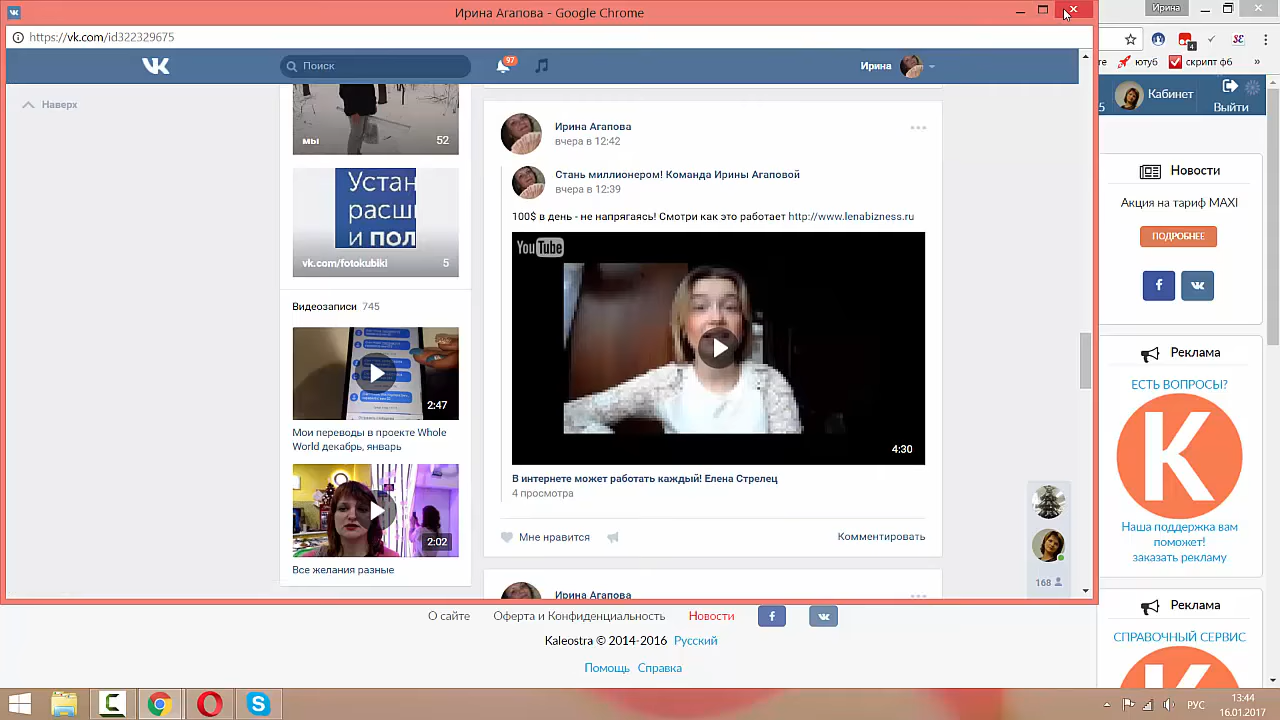 Ирина Агапова - Google Chrome
https://vk.com/id322329675
Поиск
97
Ирина
Наверх
мы 52
Устан
расши
и пол
vk.com/fotokubiki 5
Видеозаписи 745
2:47
Мои переводы в проекте Whole
World декабрь, январь
2:02
Все желания разные
Ирина Агапова
вчера в 12:42
Стань миллионером! Команда Ирины Агаповой
вчера в 12:39
100$ в день - не напрягаясь! Смотри как это работает http://www.lenabizness.ru
YouTube
4:30
В интернете может работать каждый! Елена Стрелец
4 просмотра
Мне нравится
Комментировать
Ирина Агапова
168
Ирина
4
ютуб
скрипт фб
Кабинет
Выйти
Новости
Акция на тариф MAXI
ПОДРОБНЕЕ
Реклама
ЕСТЬ ВОПРОСЫ?
K
Наша поддержка вам
поможет!
заказать рекламу
Реклама
СПРАВОЧНЫЙ СЕРВИС
О сайте Оферта и Конфиденциальность Новости
Kaleostra © 2014-2016 Русский
Помощь Справка
РУС
13:44
16.01.2017